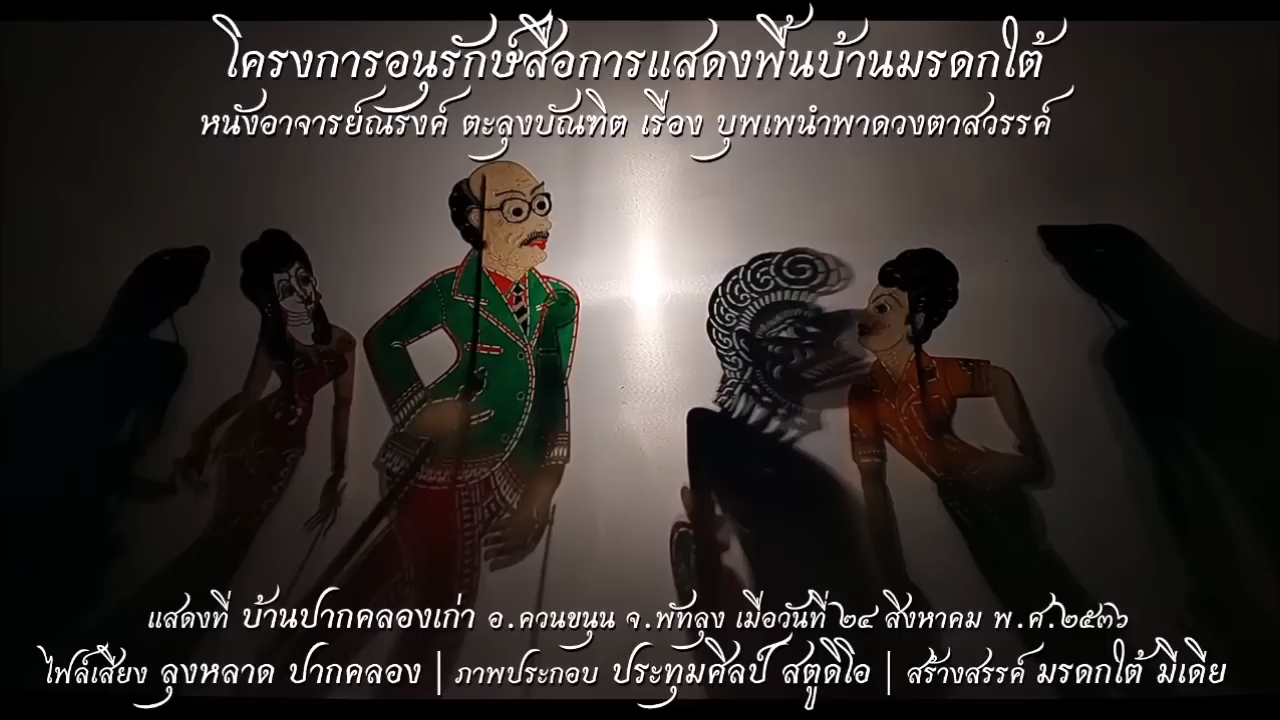 โครงการอนุรักษ์สื่อการแสดงพื้นบ้านมรดกใต้
หนังอาจารย์ณรงค์ ตะลุงบัณฑิต เรื่อง บุพเพนำพาดวงตาสวรรค์
แสดงที่ บ้านปากคลองเก่า อ.ควนขนุน จ.พัทลุง เมื่อวันที่ ๒๔ สิงหาคม พ.ศ.๒๕๓๖
ไฟล์เสียง ลุงหลาด ปากคลอง | ภาพประกอบ ประทุมศิลป์ สตูดิโอ | สร้างสรรค์ มรดกใต้ มีเดีย